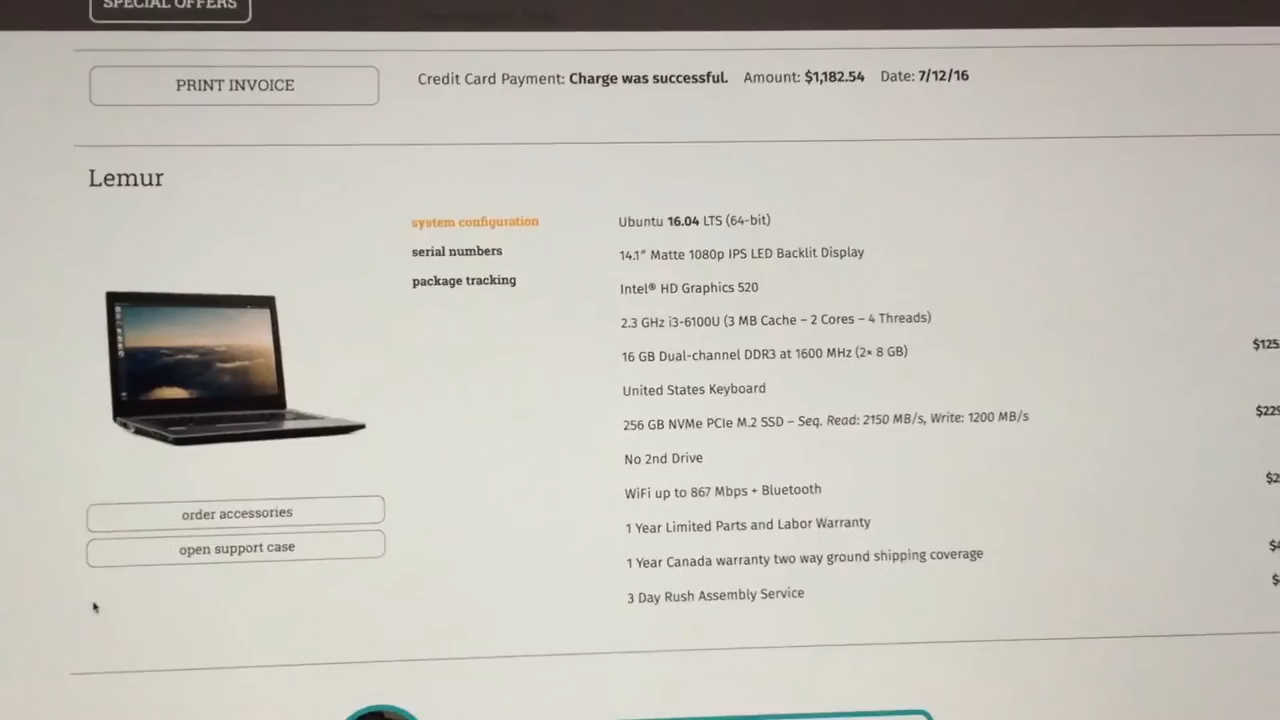 SPECIAL OFFERS
PRINT INVOICE
Credit Card Payment: Charge was successful. Amount: $1,182.54 Date: 7/12/16
Lemur
system configuration
serial numbers
package tracking
Ubuntu 16.04 LTS (64-bit)
14.1" Matte 1080p IPS LED Backlit Display
Intel® HD Graphics 520
2.3 GHz i3-6100U (3 MB Cache – 2 Cores – 4 Threads)
16 GB Dual-channel DDR3 at 1600 MHz (2× 8 GB)
$125
United States Keyboard
256 GB NVMe PCIe M.2 SSD – Seq. Read: 2150 MB/s, Write: 1200 MB/s
$229
No 2nd Drive
WiFi up to 867 Mbps + Bluetooth
$2
1 Year Limited Parts and Labor Warranty
1 Year Canada warranty two way ground shipping coverage
3 Day Rush Assembly Service
order accessories
open support case